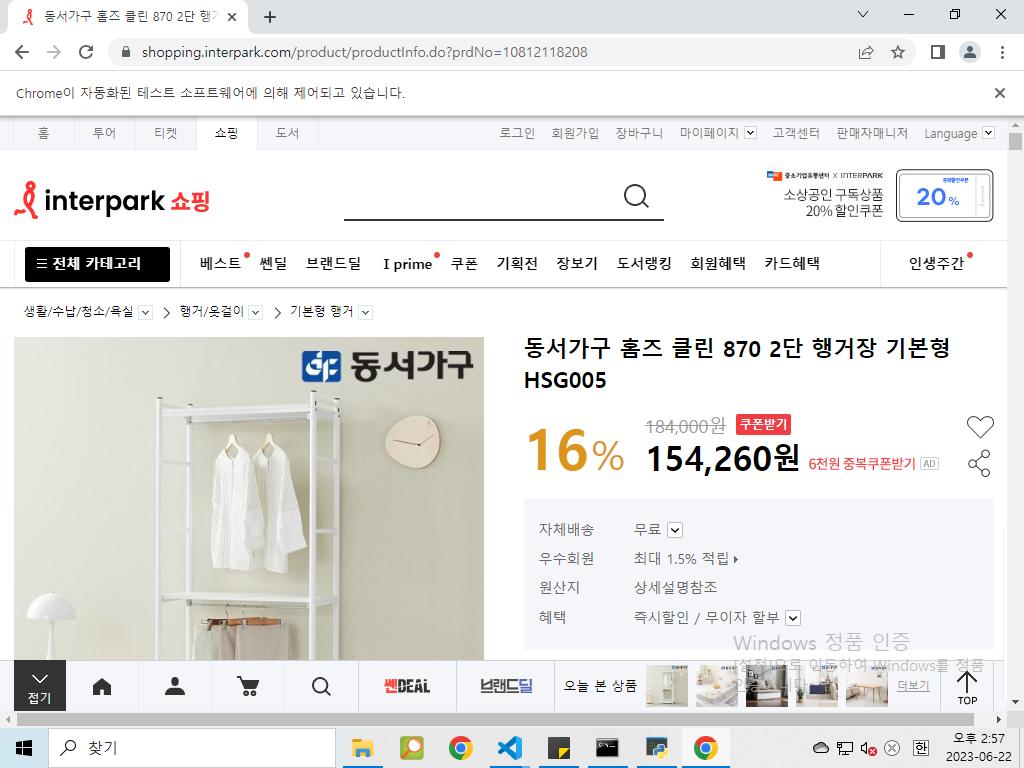 동서가구 홈즈 클린 870 2단 행거
shopping.interpark.com/product/productInfo.do?prdNo=10812118208
Chrome이 자동화된 테스트 소프트웨어에 의해 제어되고 있습니다.
홈 투어 티켓 쇼핑 도서 로그인 회원가입 장바구니 마이페이지 고객센터 판매자매니저 Language
interpark 쇼핑
중소기업유통센터 X INTERPARK
소상공인 구독상품
20% 할인쿠폰
20%
전체 카테고리 베스트 쎈딜 브랜드딜 I prime 쿠폰 기획전 장보기 도서랭킹 회원혜택 카드혜택 인생주간
생활/수납/청소/욕실 행거/옷걸이 기본형 행거
동서가구
동서가구 홈즈 클린 870 2단 행거장 기본형
HSG005
16%
184,000원 쿠폰받기
154,260원 6천원 중복쿠폰받기 AD
자체배송 무료
우수회원 최대 1.5% 적립
원산지 상세설명참조
혜택 즉시할인 / 무이자 할부
Windows 정품 인증
[설정]으로 이동하여 Windows를 정품
접기
쎈DEAL
브랜드딜
오늘 본 상품
더보기
TOP
찾기
한
오후 2:57
2023-06-22